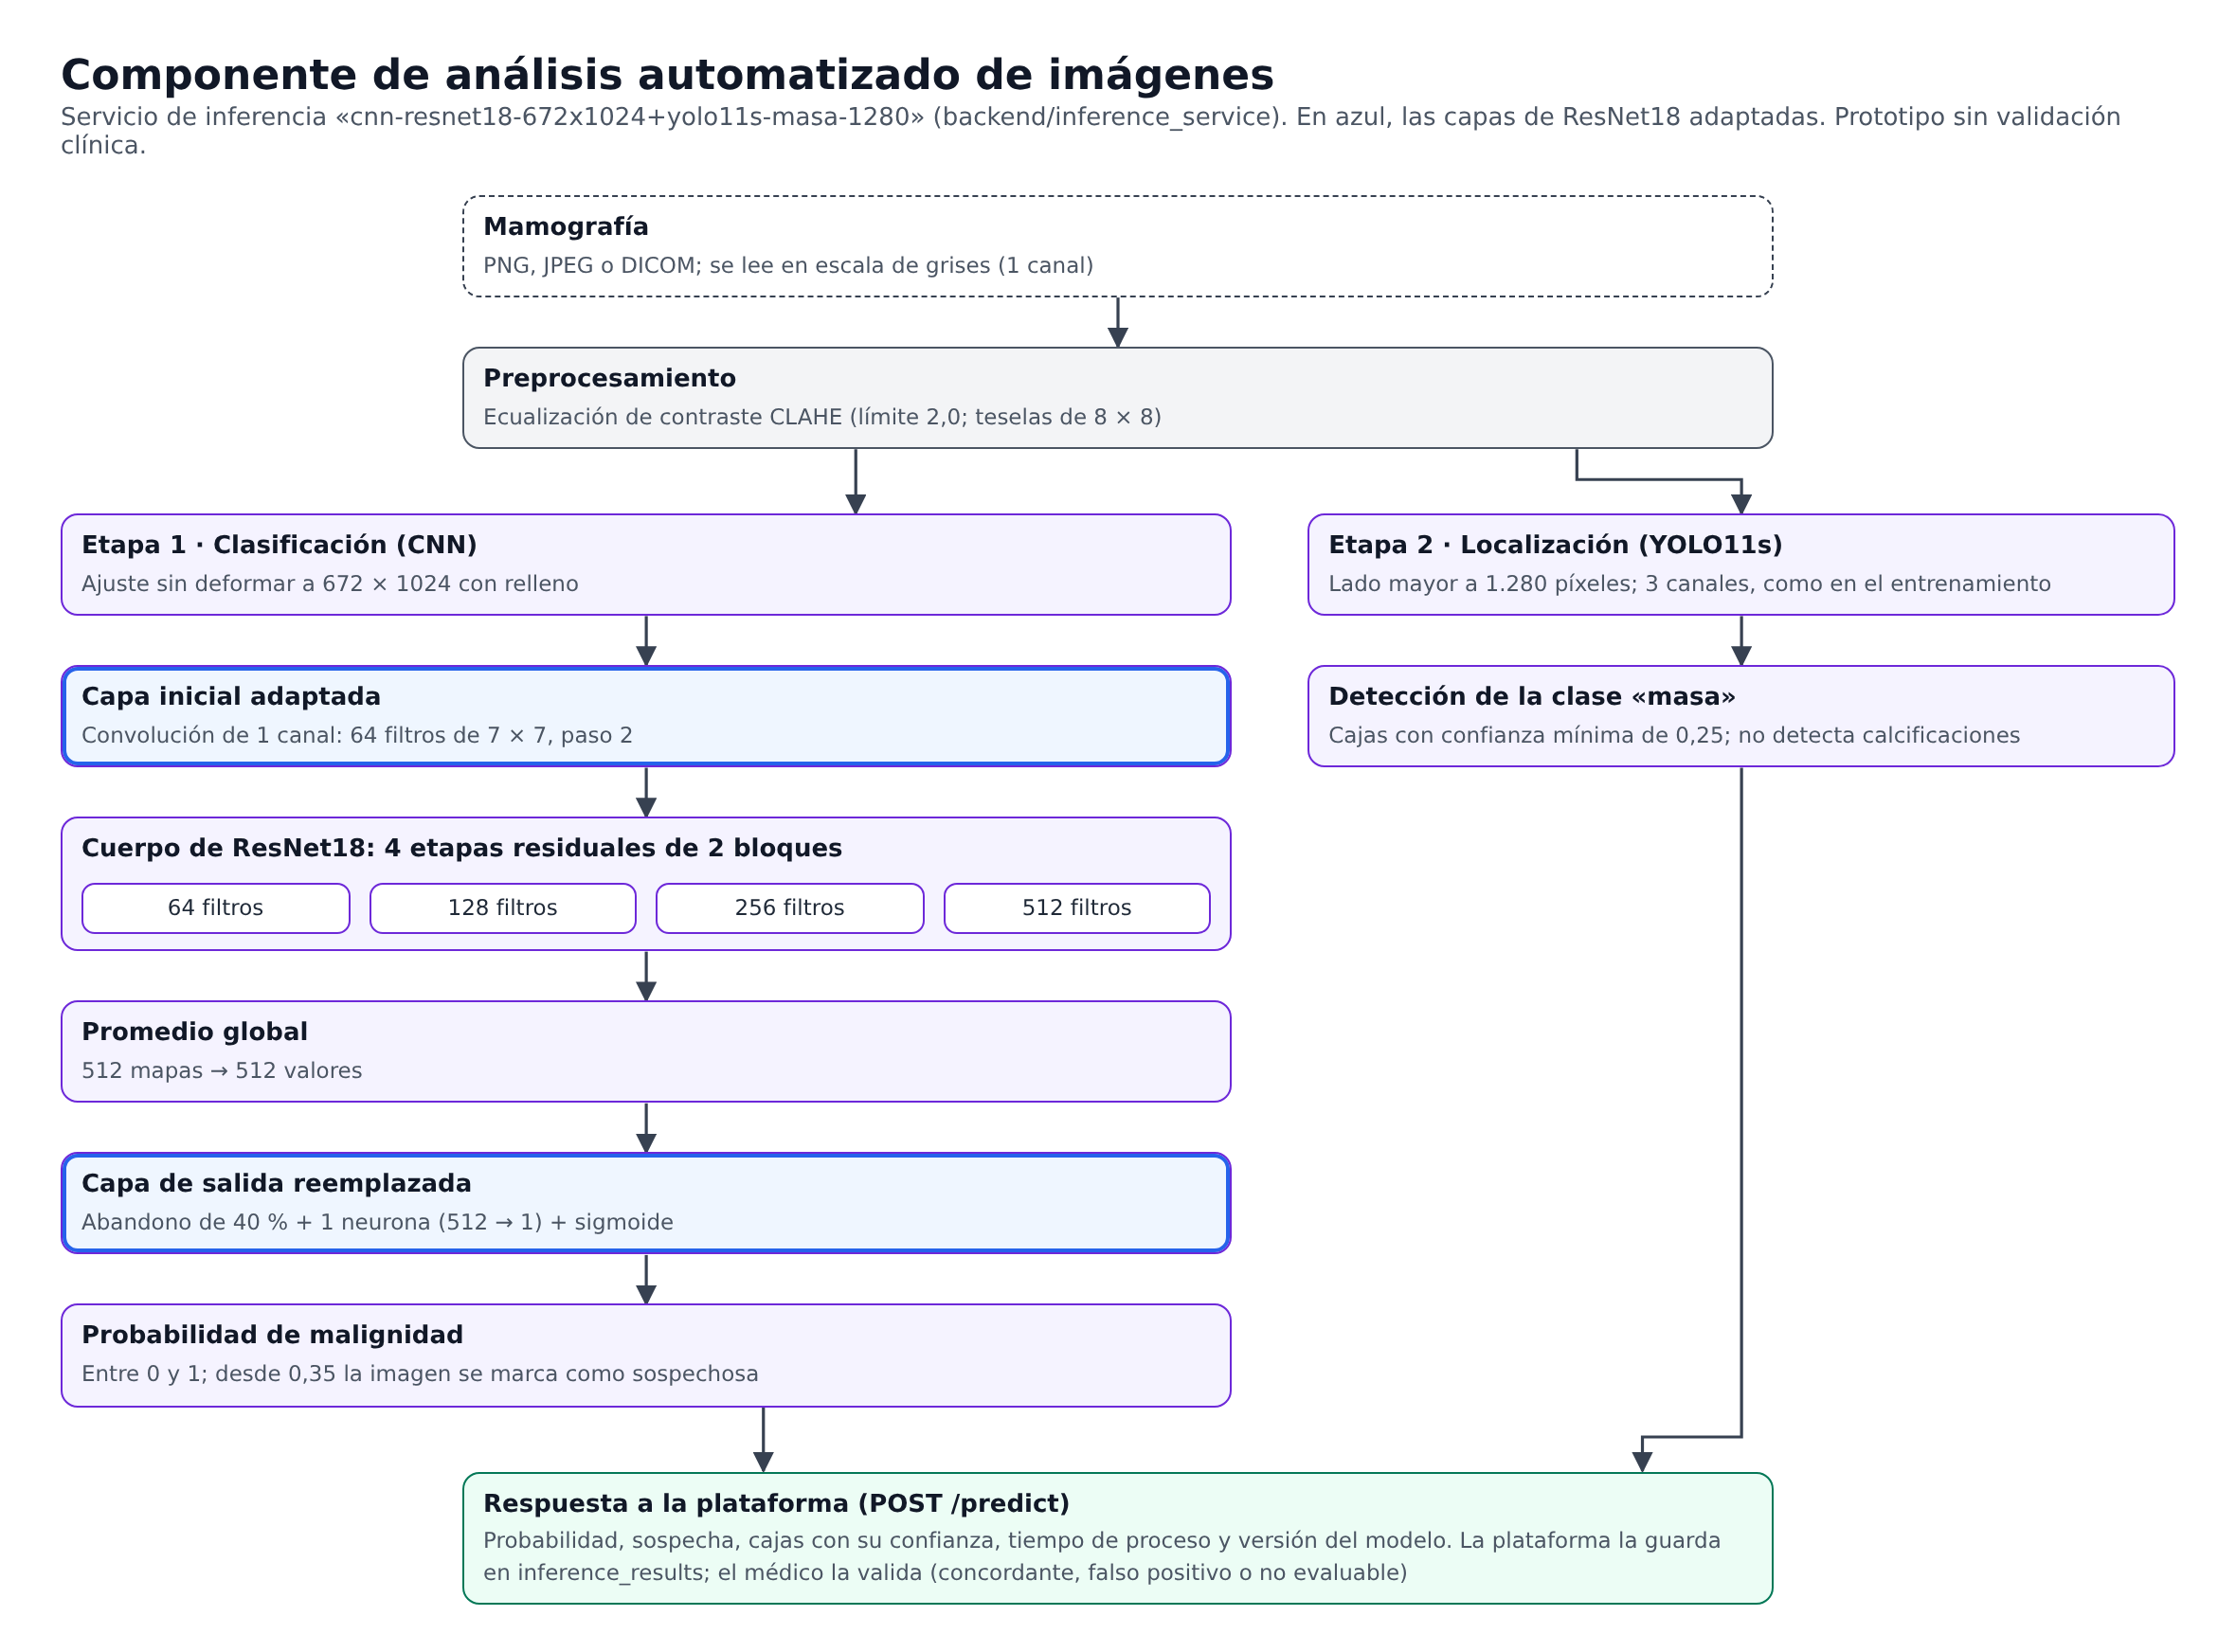 Componente de análisis automatizado de imágenes
Servicio de inferencia «cnn-resnet18-672x1024+yolo11s-masa-1280» (backend/inference_service). En azul, las capas de ResNet18 adaptadas. Prototipo sin validación
clínica.
Mamografía
PNG, JPEG o DICOM; se lee en escala de grises (1 canal)
Preprocesamiento
Ecualización de contraste CLAHE (límite 2,0; teselas de 8 × 8)
Etapa 1 · Clasificación (CNN)
Ajuste sin deformar a 672 × 1024 con relleno
Etapa 2 · Localización (YOLO11s)
Lado mayor a 1.280 píxeles; 3 canales, como en el entrenamiento
Capa inicial adaptada
Convolución de 1 canal: 64 filtros de 7 × 7, paso 2
Detección de la clase «masa»
Cajas con confianza mínima de 0,25; no detecta calcificaciones
Cuerpo de ResNet18: 4 etapas residuales de 2 bloques
64 filtros
128 filtros
256 filtros
512 filtros
Promedio global
512 mapas → 512 valores
Capa de salida reemplazada
Abandono de 40 % + 1 neurona (512 → 1) + sigmoide
Probabilidad de malignidad
Entre 0 y 1; desde 0,35 la imagen se marca como sospechosa
Respuesta a la plataforma (POST /predict)
Probabilidad, sospecha, cajas con su confianza, tiempo de proceso y versión del modelo. La plataforma la guarda
en inference_results; el médico la valida (concordante, falso positivo o no evaluable)